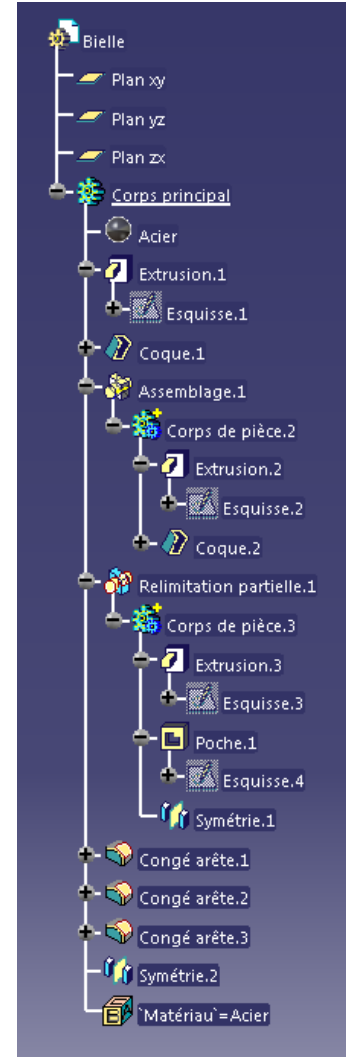 Bielle
Plan xy
Plan yz
Plan zx
Corps principal
Acier
Extrusion.1
Esquisse.1
Coque.1
Assemblage.1
Corps de pièce.2
Extrusion.2
Esquisse.2
Coque.2
Relimitation partielle.1
Corps de pièce.3
Extrusion.3
Esquisse.3
Poche.1
Esquisse.4
Symétrie.1
Congé arête.1
Congé arête.2
Congé arête.3
Symétrie.2
`Matériau`=Acier